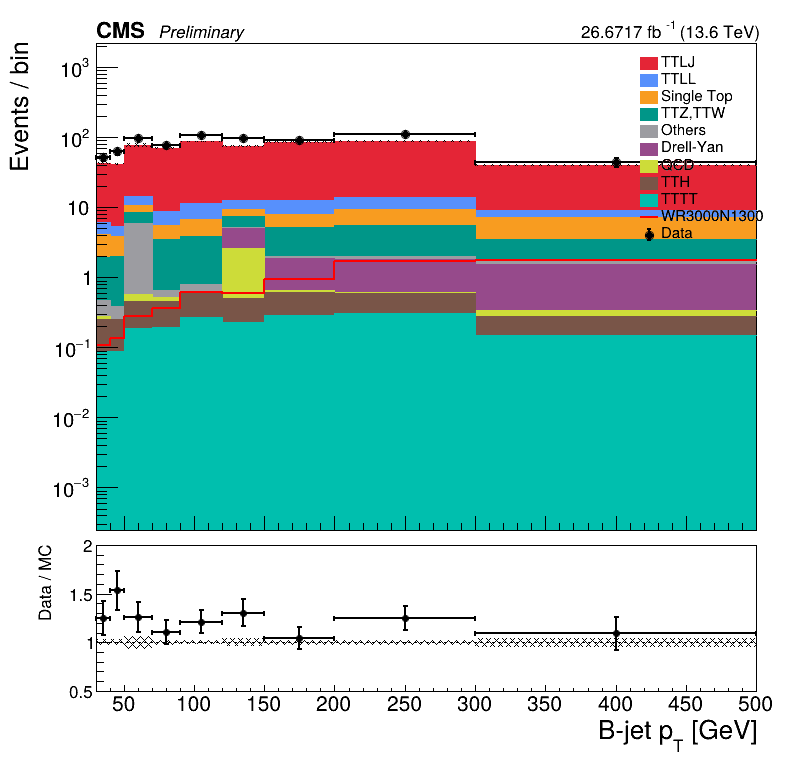 CMS Preliminary 26.6717 fb⁻¹ (13.6 TeV)
Events / bin
10³
10²
10
1
10⁻¹
10⁻²
10⁻³
TTLJ
TTLL
Single Top
TTZ,TTW
Others
Drell-Yan
QCD
TTH
TTTT
WR3000N1300
Data
Data / MC
2
1.5
1
0.5
50 100 150 200 250 300 350 400 450 500
B-jet p_T [GeV]